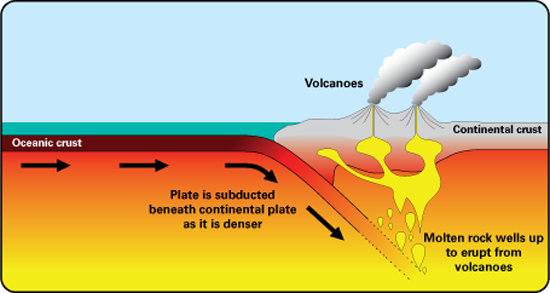 Volcanoes
Continental crust
Oceanic crust
Plate is subducted
beneath continental plate
as it is denser
Molten rock wells up
to erupt from
volcanoes